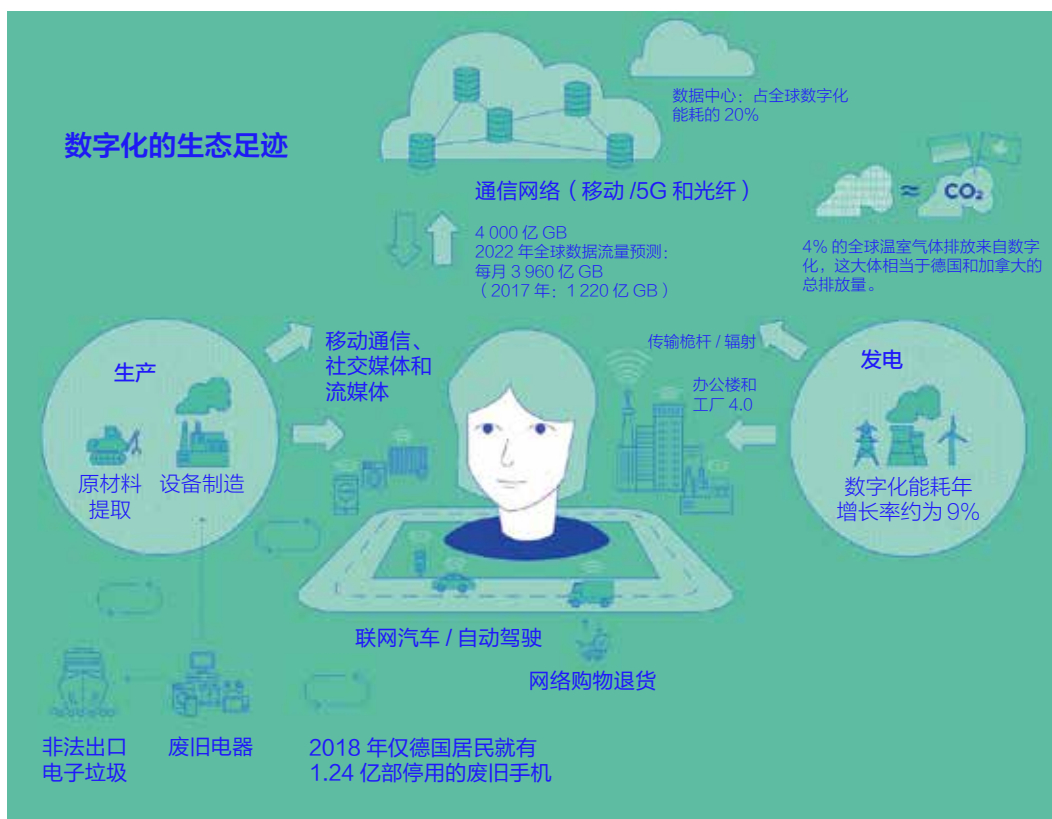 数字化的生态足迹
数据中心：占全球数字化
能耗的 20%
通信网络（移动 /5G 和光纤）
4 000 亿 GB
2022 年全球数据流量预测：
每月 3 960 亿 GB
（2017 年：1 220 亿 GB）
≈
CO₂
4% 的全球温室气体排放来自数字
化，这大体相当于德国和加拿大的
总排放量。
生产
原材料
提取
设备制造
移动通信、
社交媒体和
流媒体
传输桅杆 / 辐射
办公楼和
工厂 4.0
发电
数字化能耗年
增长率约为 9%
联网汽车 / 自动驾驶
网络购物退货
非法出口
电子垃圾
废旧电器
2018 年仅德国居民就有
1.24 亿部停用的废旧手机